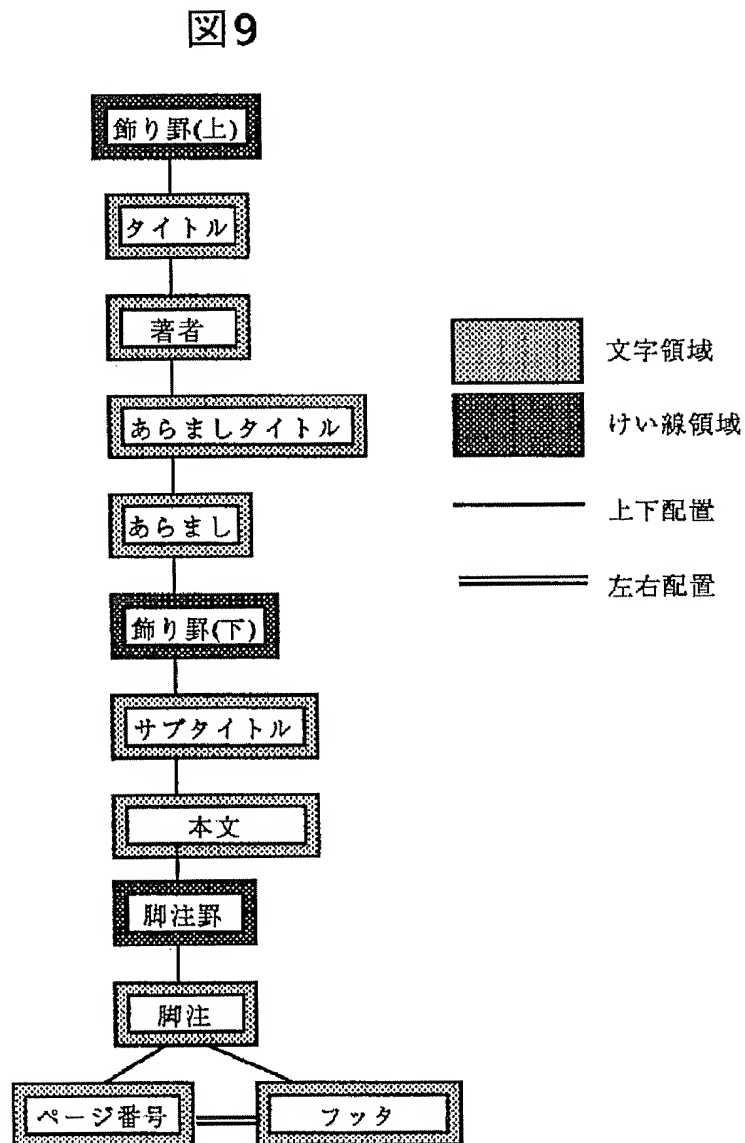 図9
飾り罫(上)
タイトル
著者
あらましタイトル
あらまし
飾り罫(下)
サブタイトル
本文
脚注罫
脚注
ページ番号
フッタ
文字領域
けい線領域
上下配置
左右配置